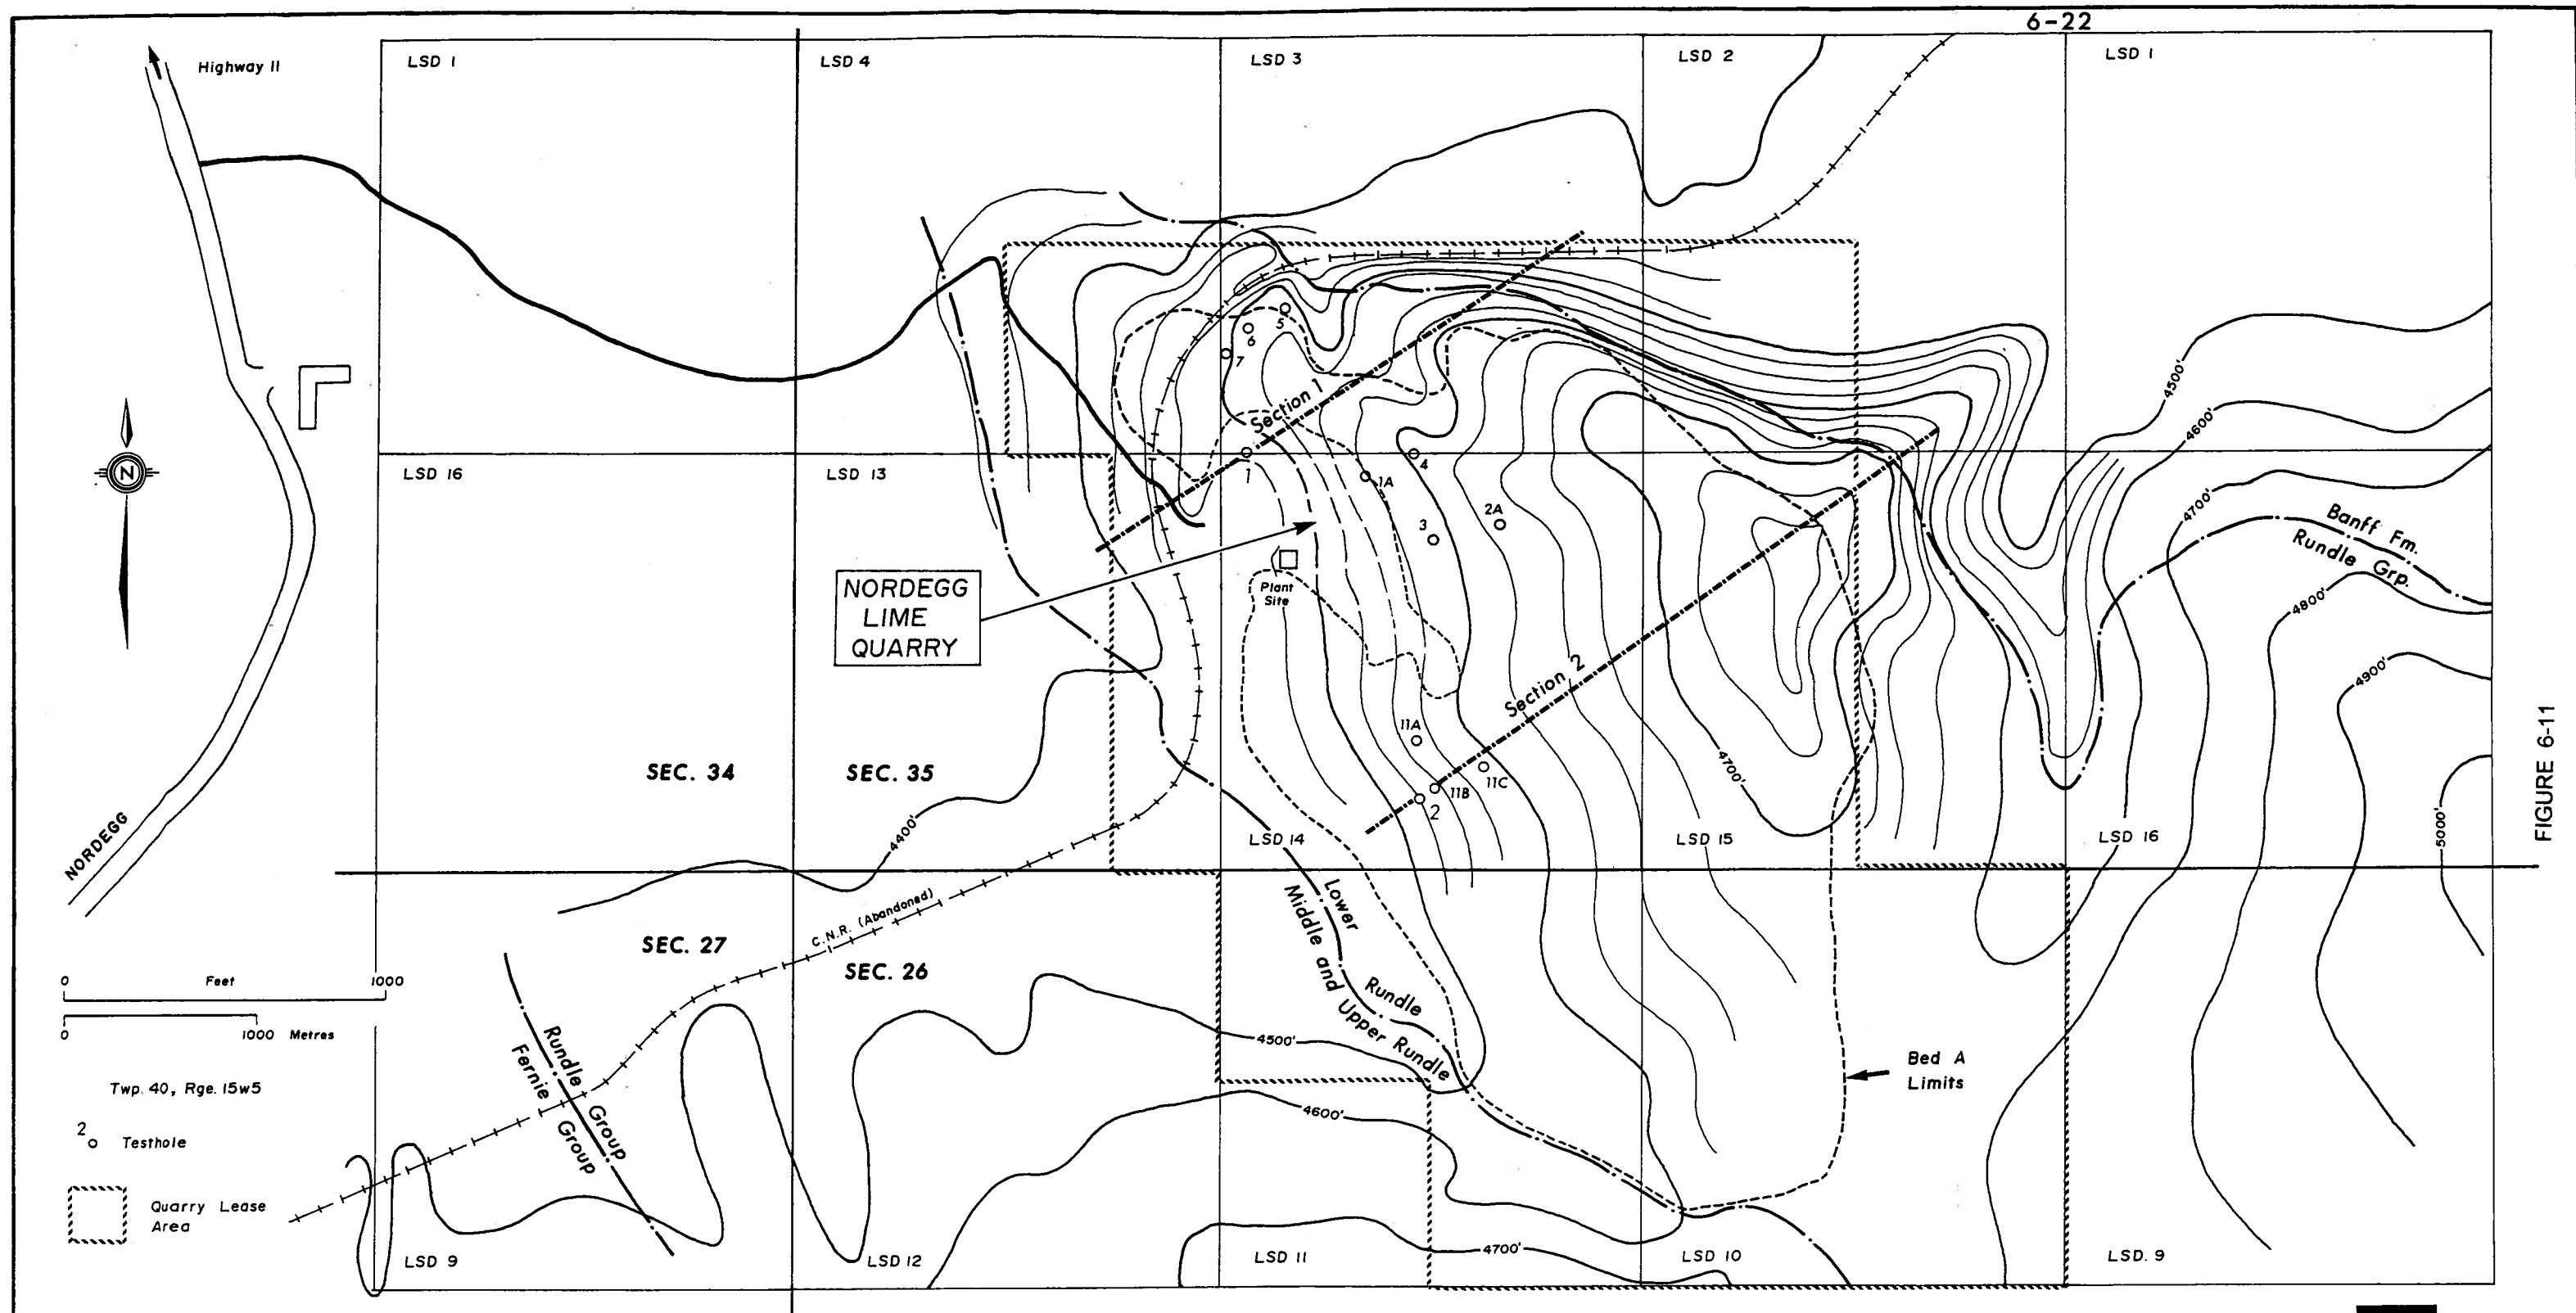 6-22
Highway 11
LSD 1
LSD 4
LSD 3
LSD 2
LSD 1
5
6
7
Section 1
4500'
4600'
LSD 16
LSD 13
1
4
1A
2A
3
4700'
Banff Fm.
Rundle Grp.
N
Plant
Site
NORDEGG
LIME
QUARRY
4800'
4900'
Section 2
FIGURE 6-11
11A
SEC. 34
SEC. 35
4700'
11C
11B
2
5000'
NORDEGG
4400'
LSD 14
LSD 15
LSD 16
C.N.R. (Abandoned)
Lower
Middle and Upper Rundle
Rundle
SEC. 27
SEC. 26
0 Feet 1000
0 1000 Metres
4500'
Rundle Group
Fernie Group
Bed A
Limits
Twp. 40, Rge. 15w5
4600'
2 Testhole
Quarry Lease
Area
LSD 9
LSD 12
LSD 11
4700'
LSD 10
LSD. 9